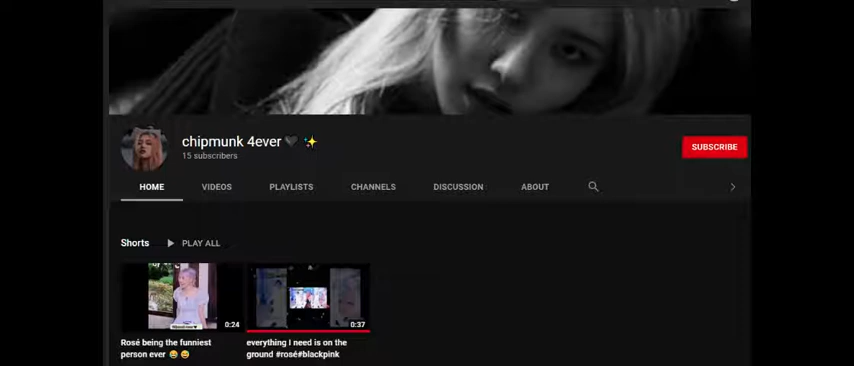 chipmunk 4ever🖤✨
15 subscribers
SUBSCRIBE
HOME VIDEOS PLAYLISTS CHANNELS DISCUSSION ABOUT
Shorts PLAY ALL
0:24
0:37
Rosé being the funniest
person ever 😂😅
everything I need is on the
ground #rosé#blackpink